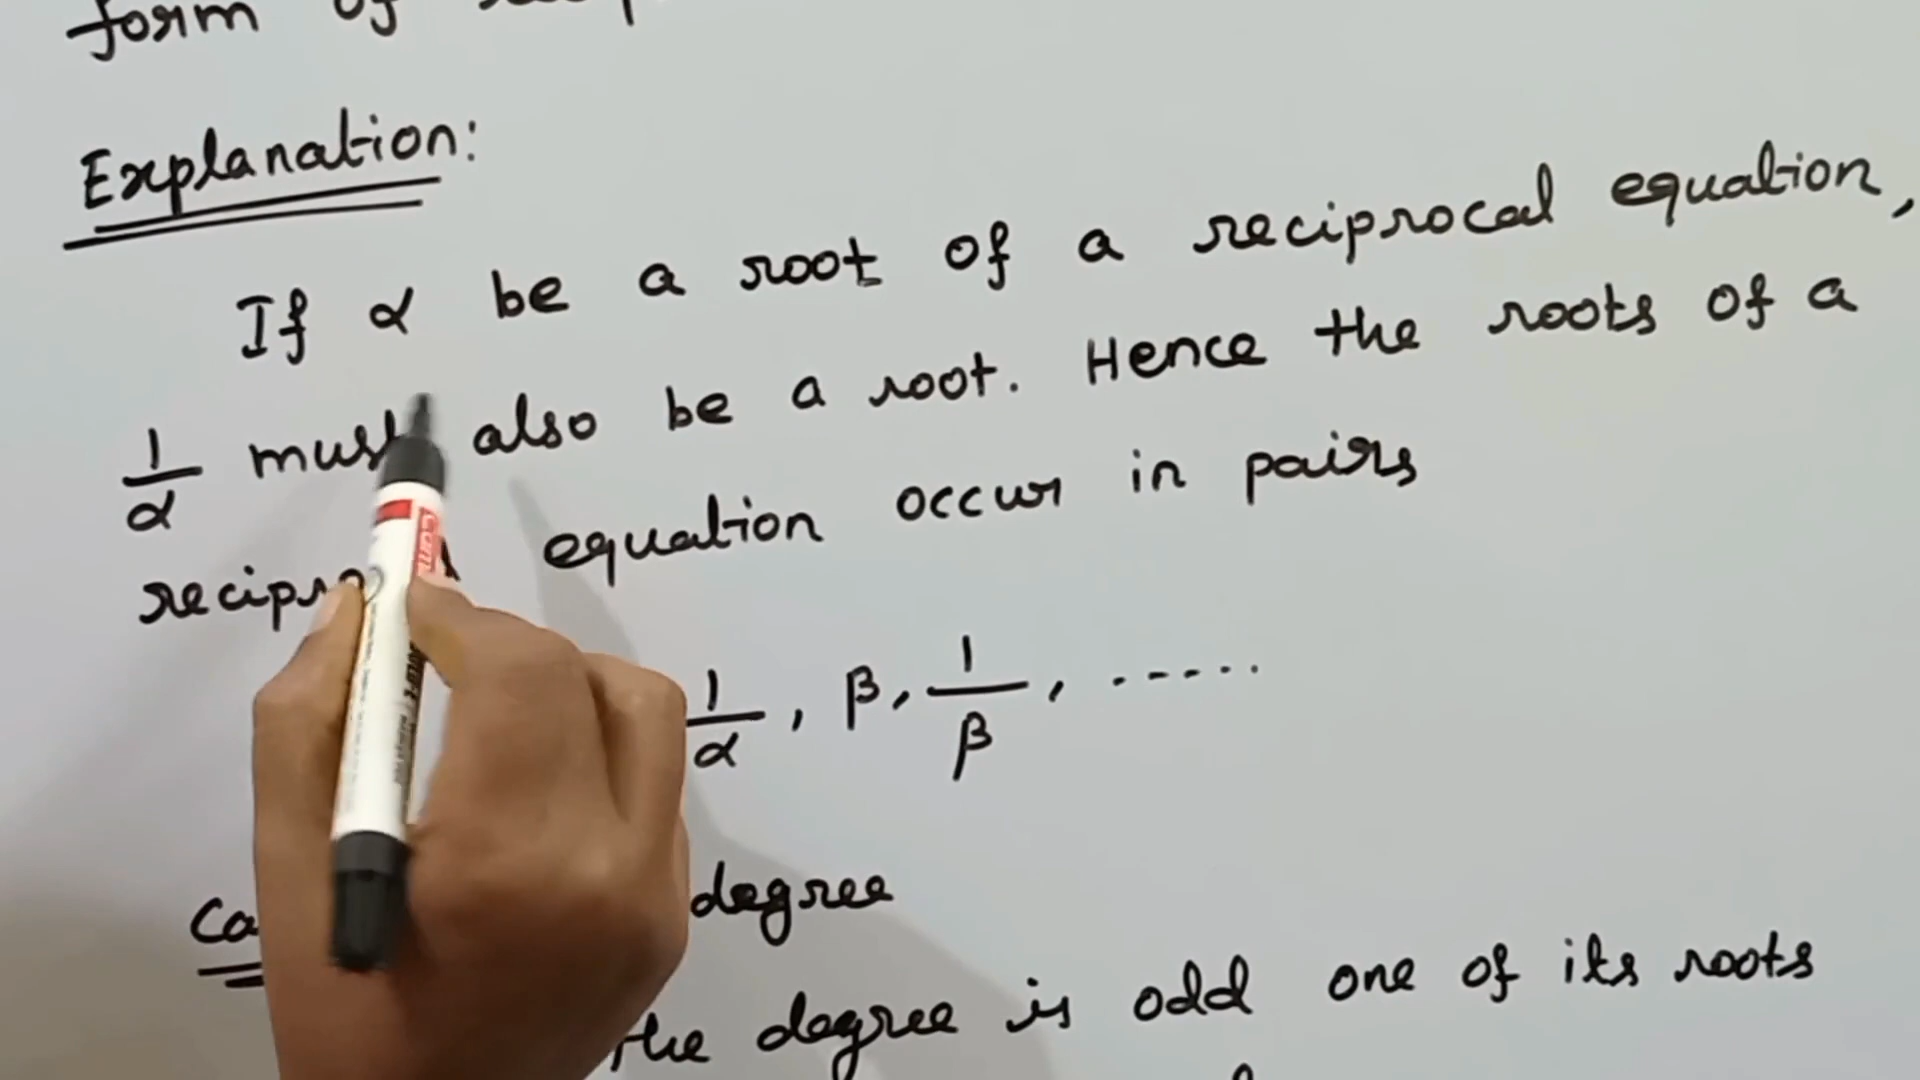 form of
Explanation:
If α be a root of a reciprocal equation,
1/α must also be a root. Hence the roots of a
equation occur in pairs
1/α, β, 1/β, .....
degree
the degree is odd one of its roots